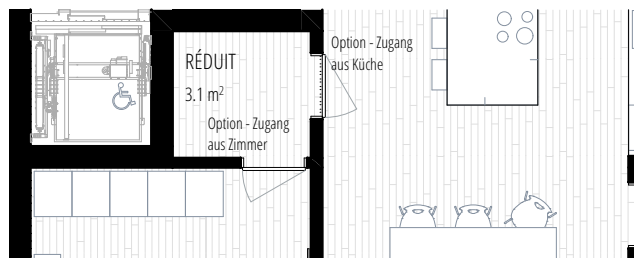 RÉDUIT
3.1 m²
Option - Zugang
aus Zimmer
Option - Zugang
aus Küche